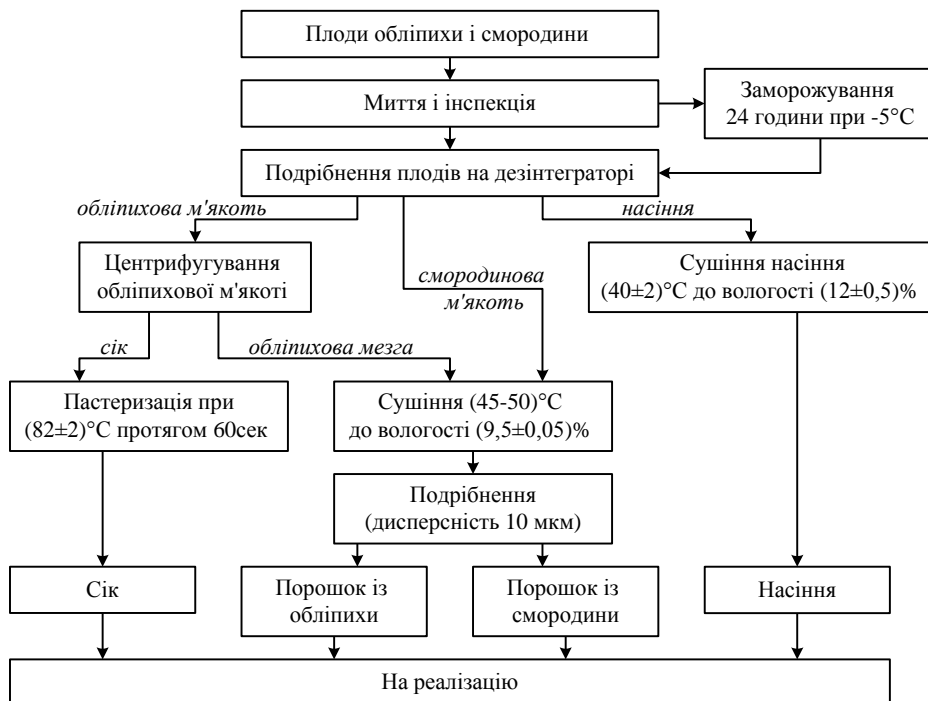 Плоди обліпихи і смородини
Миття і інспекція
Заморожування
24 години при -5°С
Подрібнення плодів на дезінтеграторі
обліпихова м'якоть
насіння
Центрифугування
обліпихової м'якоті
смородинова
м'якоть
Сушіння насіння
(40±2)°С до вологості (12±0,5)%
сік
обліпихова мезга
Пастеризація при
(82±2)°С протягом 60сек
Сушіння (45-50)°С
до вологості (9,5±0,05)%
Подрібнення
(дисперсність 10 мкм)
Сік
Порошок із
обліпихи
Порошок із
смородини
Насіння
На реалізацію